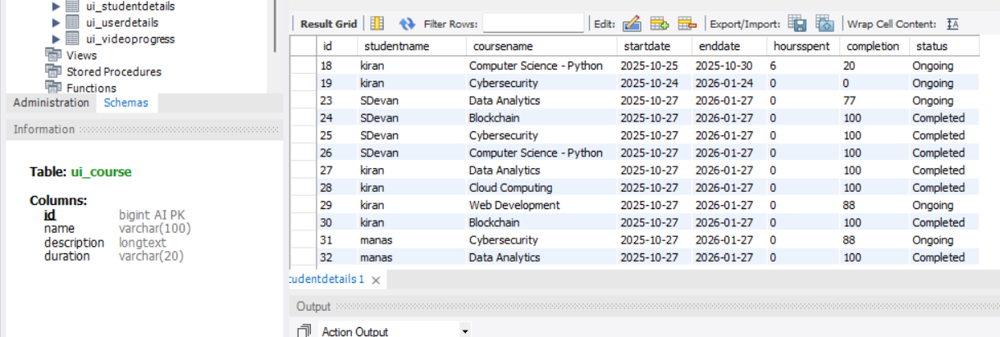 ui_studentdetails
ui_userdetails
ui_videoprogress
Views
Stored Procedures
Functions
Administration Schemas
Information
Table: ui_course
Columns:
id bigint AI PK
name varchar(100)
description longtext
duration varchar(20)
Result Grid Filter Rows: Edit: Export/Import: Wrap Cell Content:
id studentname coursename startdate enddate hoursspent completion status
18 kiran Computer Science - Python 2025-10-25 2025-10-30 6 20 Ongoing
19 kiran Cybersecurity 2025-10-24 2026-01-24 0 0 Ongoing
23 SDevan Data Analytics 2025-10-27 2026-01-27 0 77 Ongoing
24 SDevan Blockchain 2025-10-27 2026-01-27 0 100 Completed
25 SDevan Cybersecurity 2025-10-27 2026-01-27 0 100 Completed
26 SDevan Computer Science - Python 2025-10-27 2026-01-27 0 100 Completed
27 kiran Data Analytics 2025-10-27 2026-01-27 0 100 Completed
28 kiran Cloud Computing 2025-10-27 2026-01-27 0 100 Completed
29 kiran Web Development 2025-10-27 2026-01-27 0 88 Ongoing
30 kiran Blockchain 2025-10-27 2026-01-27 0 100 Completed
31 manas Cybersecurity 2025-10-27 2026-01-27 0 88 Ongoing
32 manas Data Analytics 2025-10-27 2026-01-27 0 100 Completed
tudentdetails 1
Output
Action Output